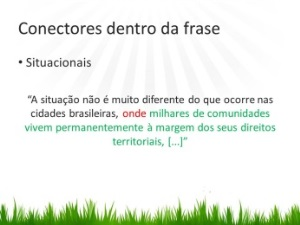 Conectores dentro da frase
• Situacionais
“A situação não é muito diferente do que ocorre nas
cidades brasileiras, onde milhares de comunidades
vivem permanentemente à margem dos seus direitos
territoriais, [...]”